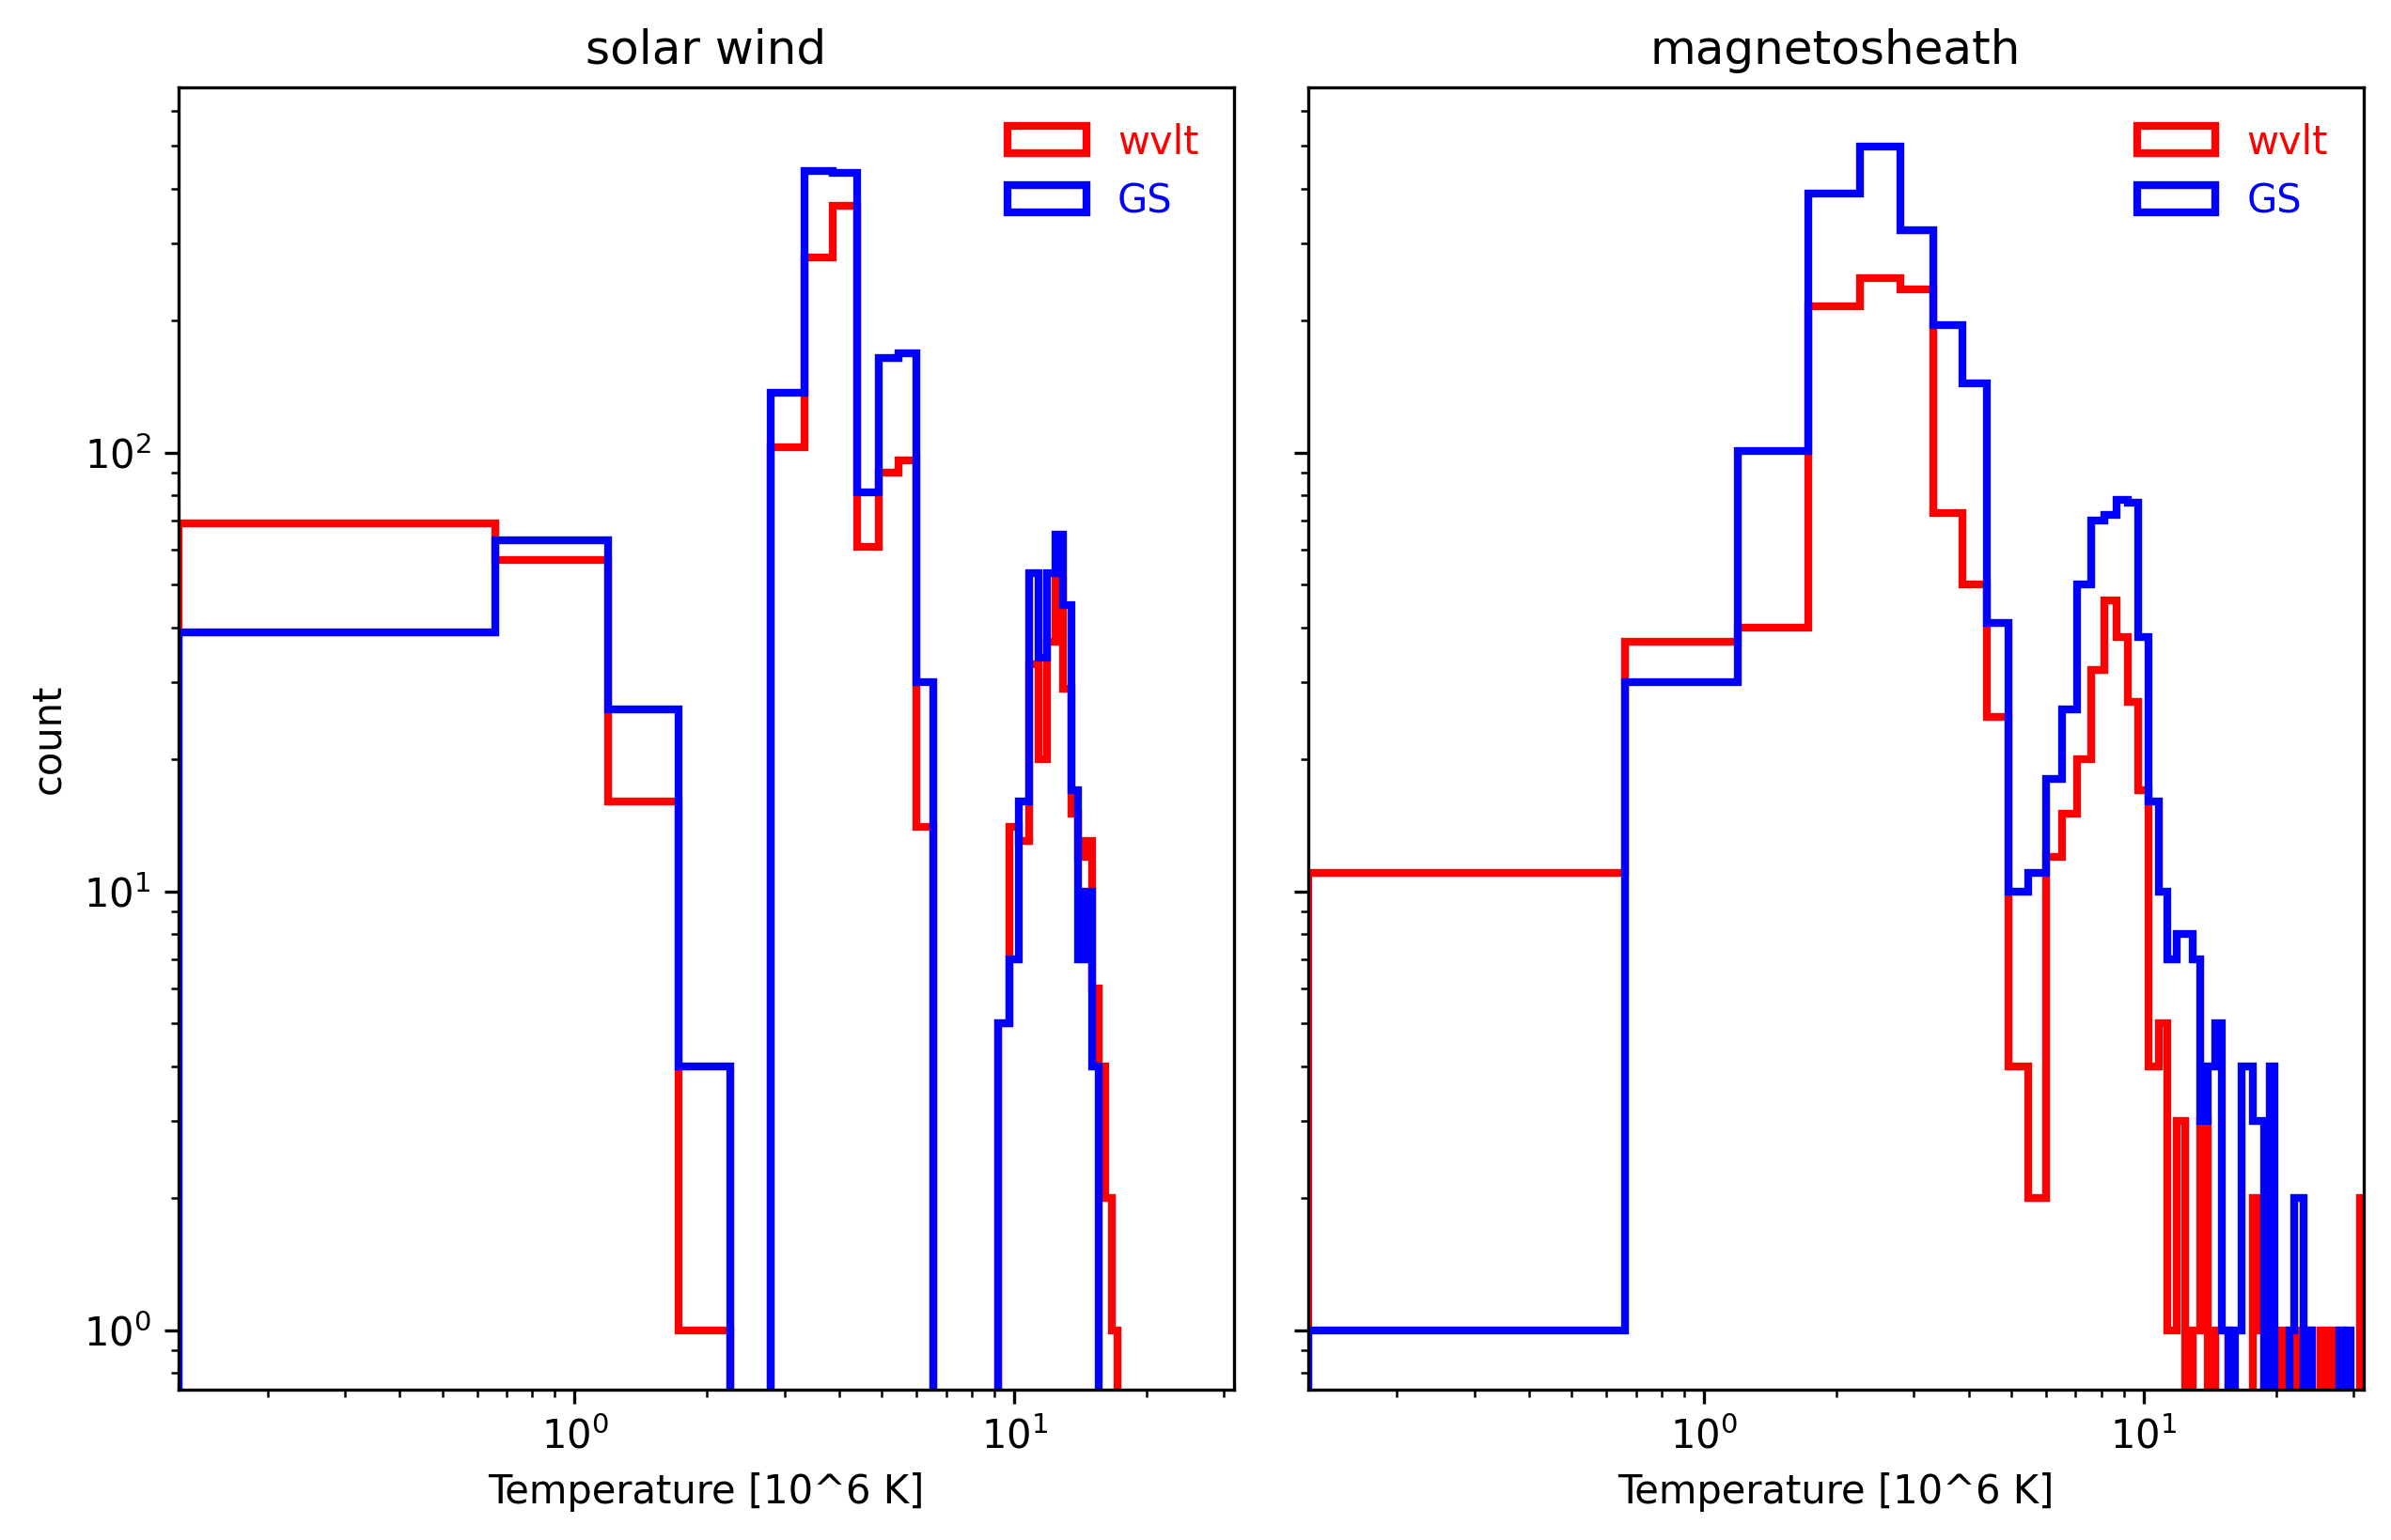 solar wind
magnetosheath
wvlt
GS
wvlt
GS
count
10^2
10^1
10^0
10^0
10^1
10^0
10^1
Temperature [10^6 K]
Temperature [10^6 K]